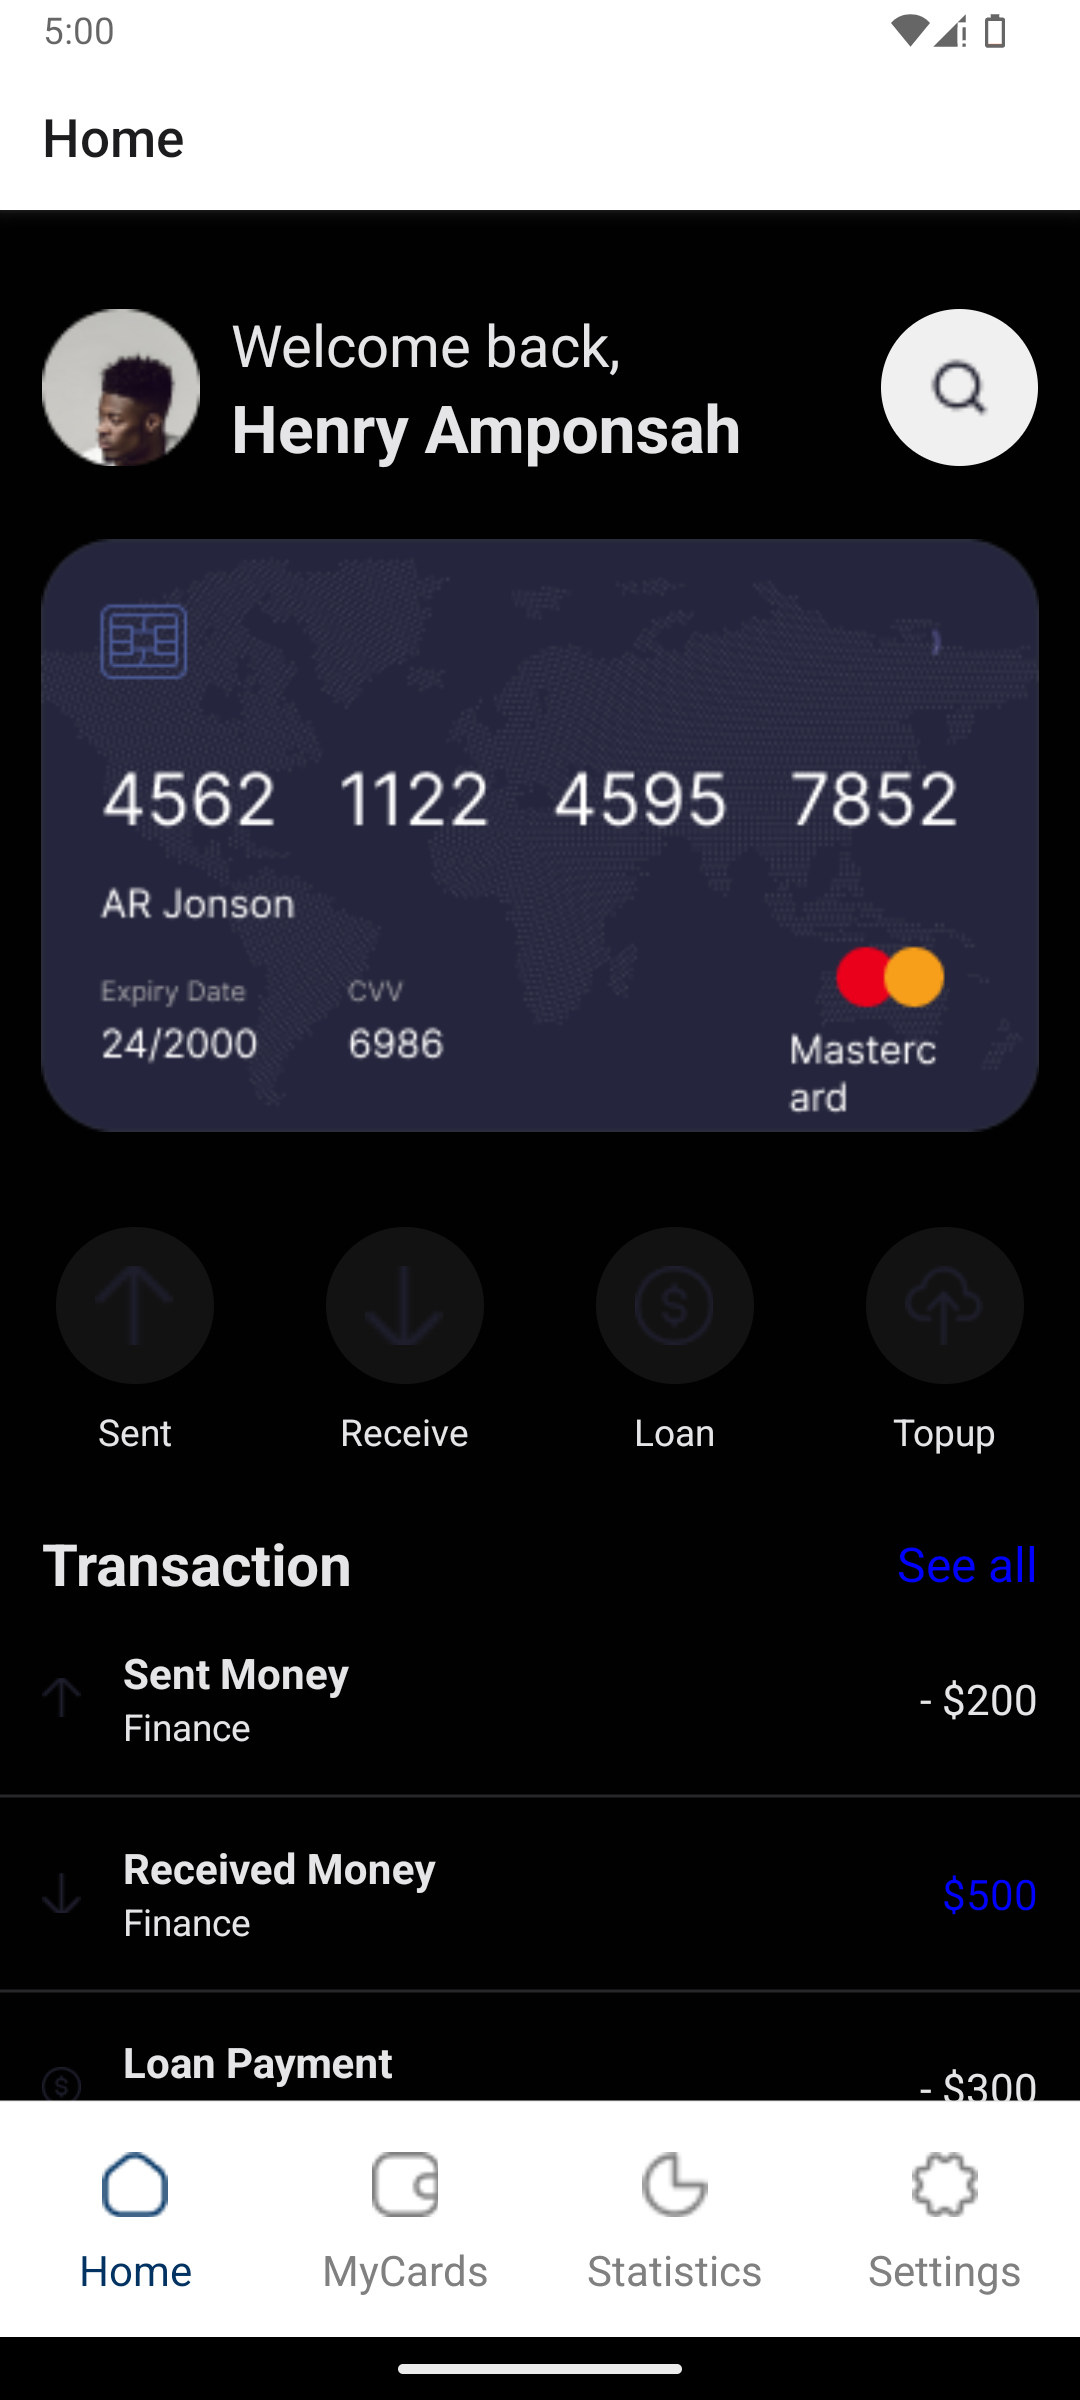 5:00
Home
Welcome back,
Henry Amponsah
4562 1122 4595 7852
AR Jonson
Expiry Date CVV
24/2000 6986
Masterc
ard
Sent Receive Loan Topup
Transaction See all
Sent Money
- $200
Finance
Received Money
$500
Finance
Loan Payment
- $300
Home MyCards Statistics Settings